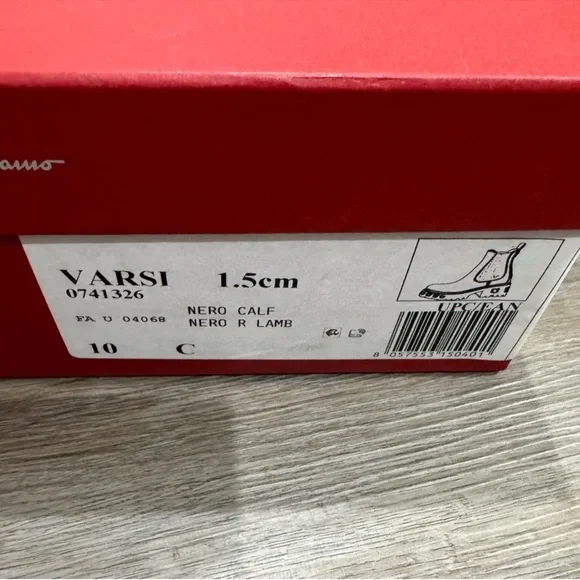 VARSI 1.5cm
0741326
FA U 04068 NERO CALF
NERO R LAMB
10 C
UPC/EAN
8 057553 150401